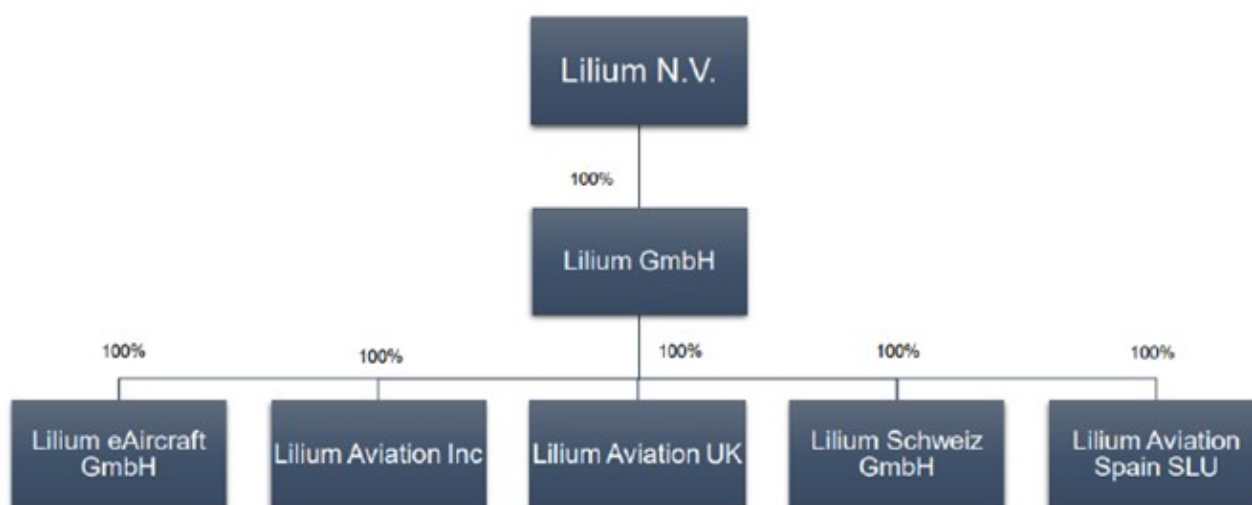 Lilium N.V.
100%
Lilium GmbH
100%
100%
100%
100%
100%
Lilium eAircraft
GmbH
Lilium Aviation Inc
Lilium Aviation UK
Lilium Schweiz
GmbH
Lilium Aviation
Spain SLU